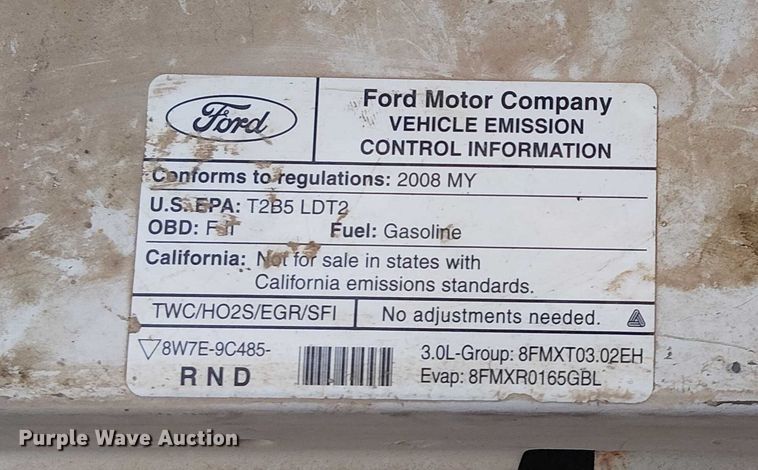 Ford
Ford Motor Company
VEHICLE EMISSION
CONTROL INFORMATION
Conforms to regulations: 2008 MY
U.S. EPA: T2B5 LDT2
OBD: Fuel: Gasoline
California: Not for sale in states with
California emissions standards.
TWC/HO2S/EGR/SFI No adjustments needed.
8W7E-9C485- 3.0L-Group: 8FMXT03.02EH
RND Evap: 8FMXR0165GBL
Purple Wave Auction